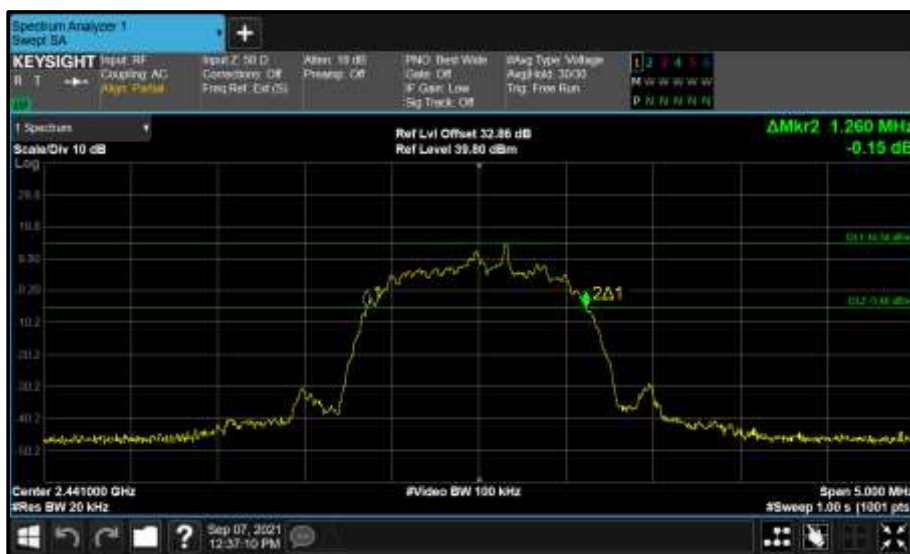 Spectrum Analyzer 1
Swept SA
KEYSIGHT
R T
Input: RF
Coupling: AC
Align: Partial
Input Z: 50 Ω
Corrections: Off
Freq Ref: Ext (S)
Atten: 10 dB
Preamp: Off
PNO: Best Wide
Gate: Off
IF Gain: Low
Sig Track: Off
#Avg Type: Voltage
Avg|Hold: 30/30
Trig: Free Run
1 2 3 4 5 6
M W W W W W
P N N N N N
1 Spectrum
Scale/Div 10 dB
Log
Ref Lvl Offset 32.86 dB
Ref Level 39.80 dBm
ΔMkr2 1.260 MHz
-0.15 dB
29.8
19.8
9.80
-0.20
-10.2
-20.2
-30.2
-40.2
-50.2
2Δ1
Center 2.441000 GHz
#Res BW 20 kHz
#Video BW 100 kHz
Span 5.000 MHz
#Sweep 1.00 s (1001 pts
?
Sep 07, 2021
12:37:10 PM